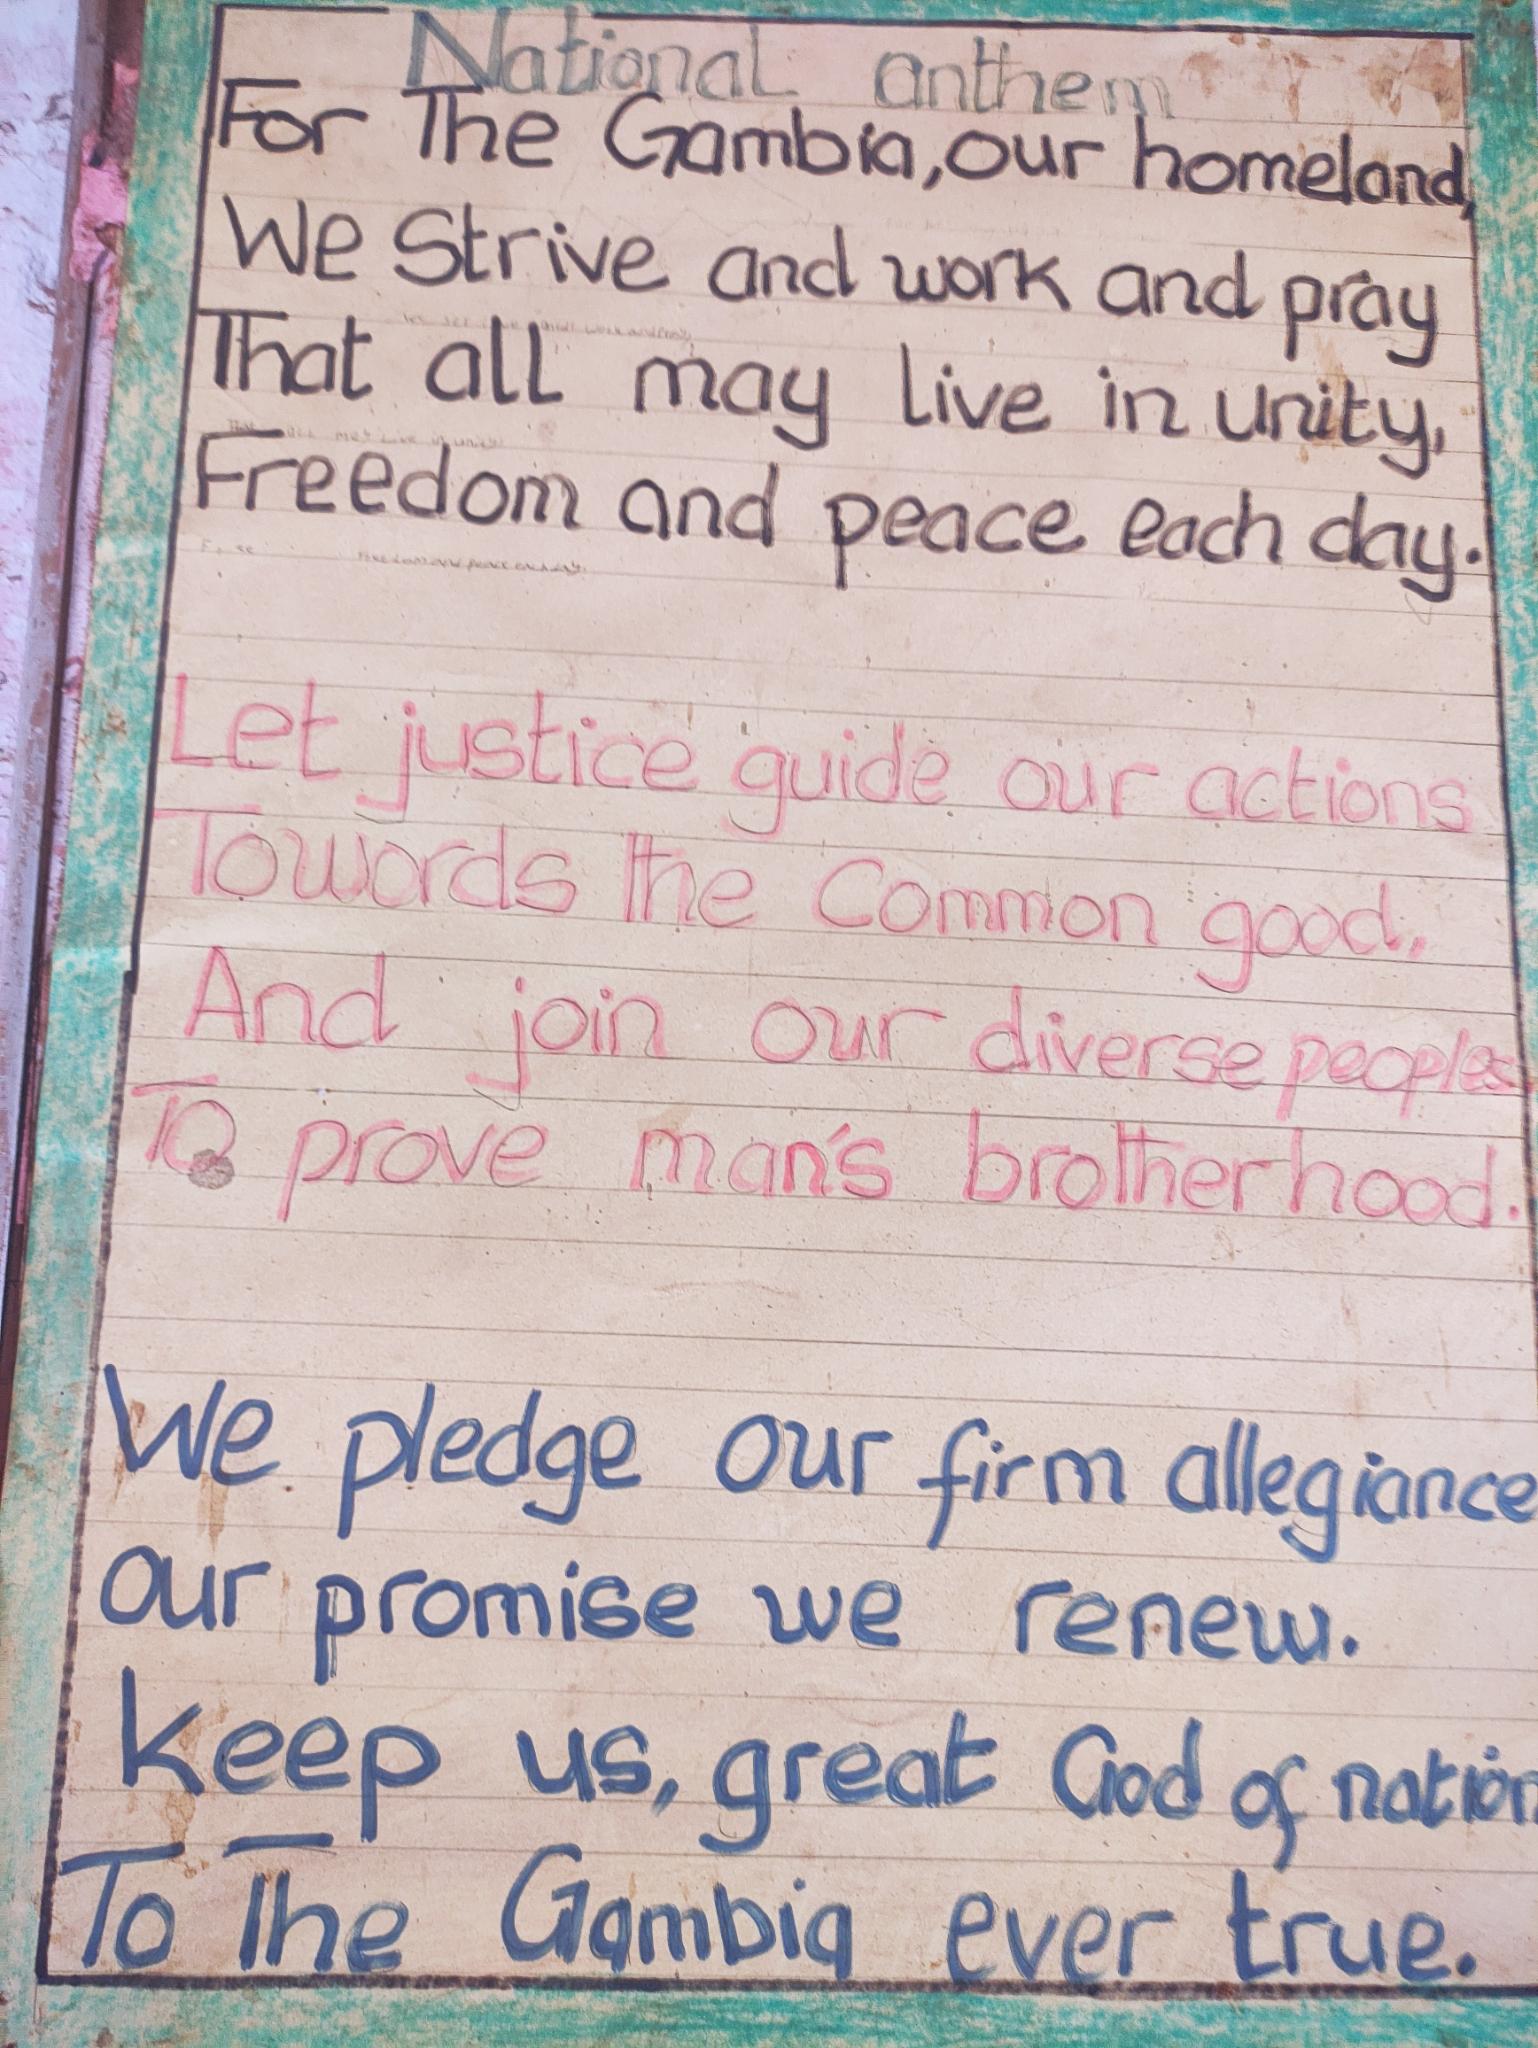 National anthem
For The Gambia, our homeland,
We Strive and work and pray
That all may live in unity,
Freedom and peace each day.
Let justice guide our actions
Towords the Common good,
And join our diverse peoples
To prove man's brotherhood.
We pledge our firm allegiance
our promise we renew.
Keep us, great God of nation
To The Gambia ever true.